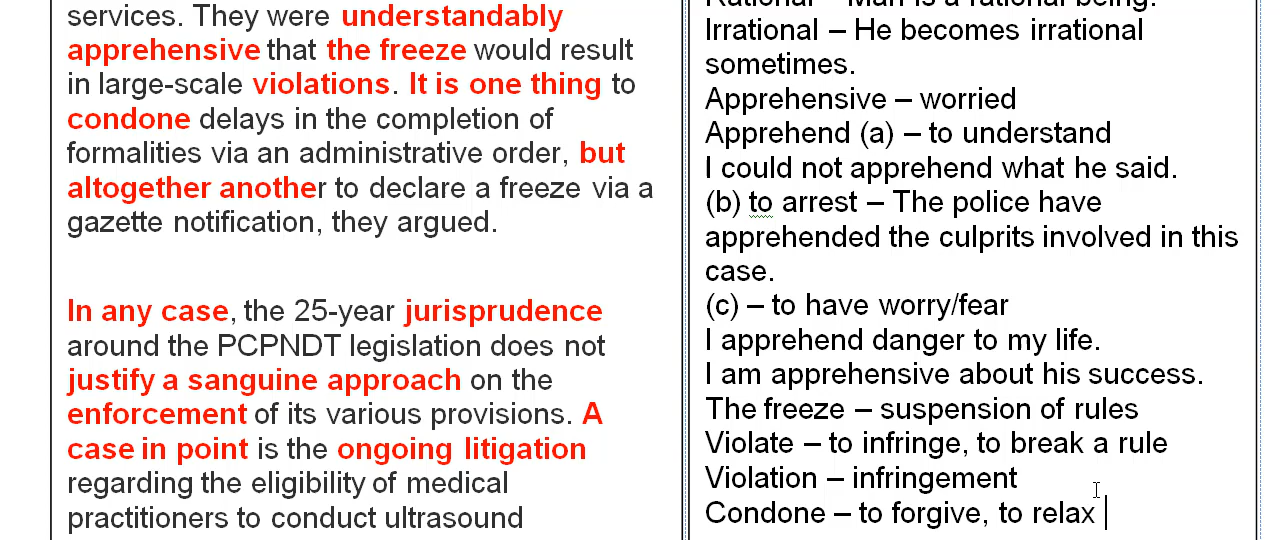 services. They were understandably
apprehensive that the freeze would result
in large-scale violations. It is one thing to
condone delays in the completion of
formalities via an administrative order, but
altogether another to declare a freeze via a
gazette notification, they argued.
In any case, the 25-year jurisprudence
around the PCPNDT legislation does not
justify a sanguine approach on the
enforcement of its various provisions. A
case in point is the ongoing litigation
regarding the eligibility of medical
practitioners to conduct ultrasound
Rational – Man is a rational being.
Irrational – He becomes irrational
sometimes.
Apprehensive – worried
Apprehend (a) – to understand
I could not apprehend what he said.
(b) to arrest – The police have
apprehended the culprits involved in this
case.
(c) – to have worry/fear
I apprehend danger to my life.
I am apprehensive about his success.
The freeze – suspension of rules
Violate – to infringe, to break a rule
Violation – infringement
Condone – to forgive, to relax